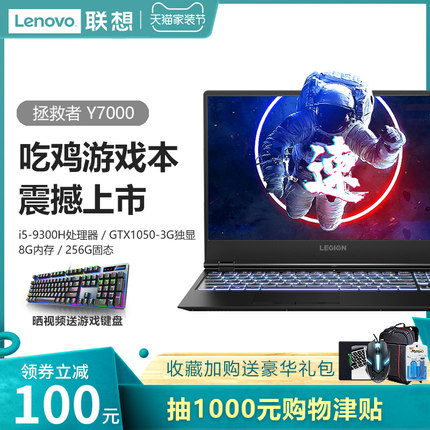 Lenovo 联想 天猫家装节
拯救者 Y7000
吃鸡游戏本
震撼上市
i5-9300H处理器 / GTX1050-3G独显
8G内存 / 256G固态
速
LEGION
晒视频送游戏键盘
领券立减
100元
收藏加购送豪华礼包
抽1000元购物津贴